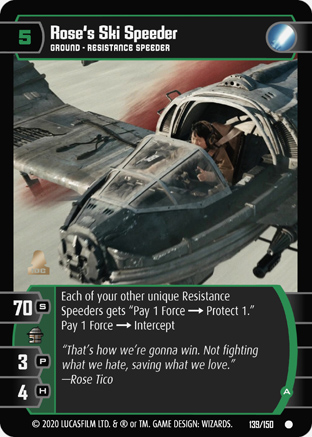 5
Rose's Ski Speeder
GROUND - RESISTANCE SPEEDER
70 S
Each of your other unique Resistance
Speeders gets “Pay 1 Force → Protect 1.”
Pay 1 Force → Intercept
3 P
“That’s how we’re gonna win. Not fighting
what we hate, saving what we love.”
—Rose Tico
4 H
A
© 2020 LUCASFILM LTD. & ® or TM. GAME DESIGN: WIZARDS. 139/150